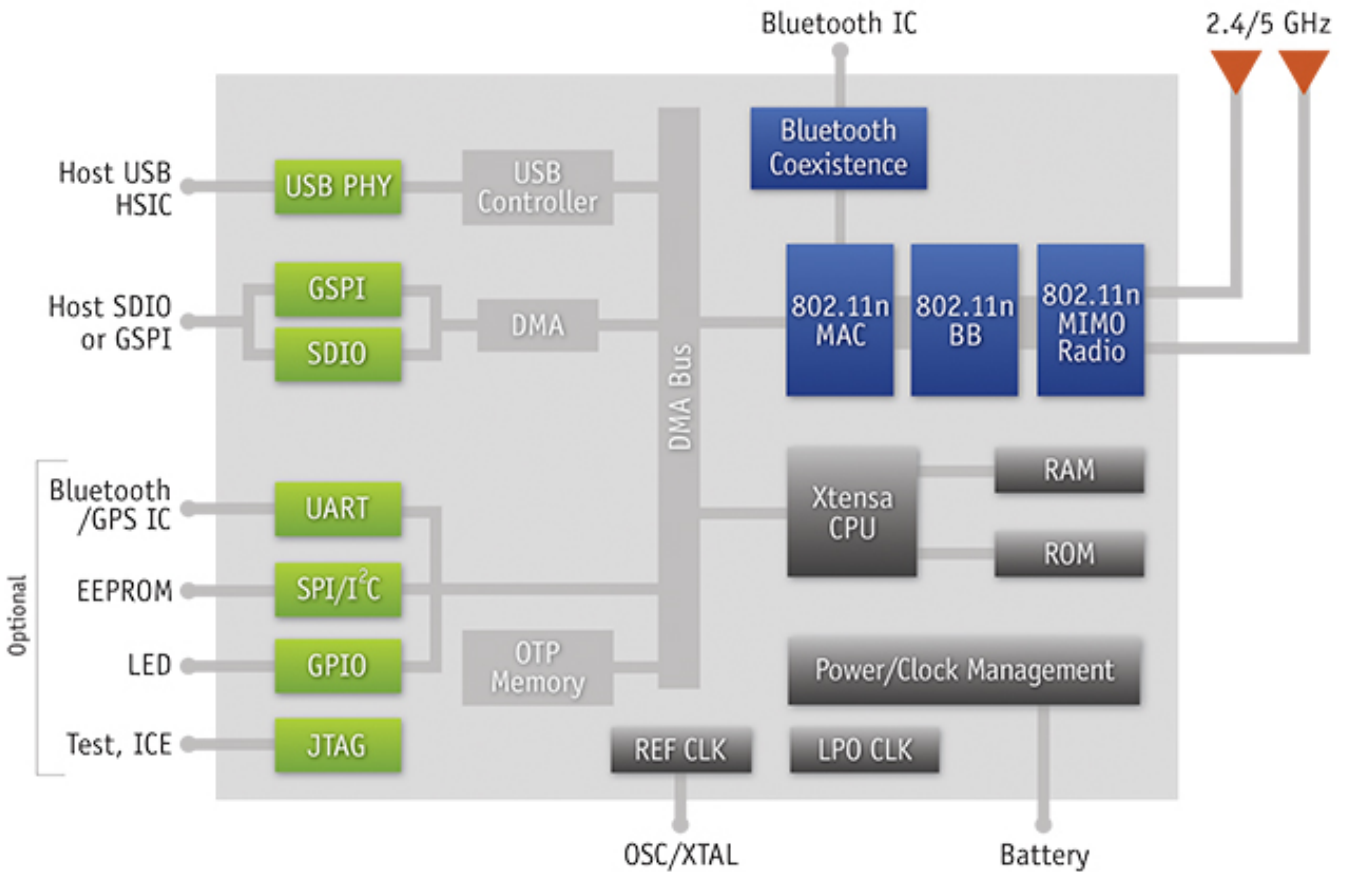 Bluetooth IC
2.4/5 GHz
Bluetooth
Coexistence
Host USB
HSIC
USB PHY
USB
Controller
Host SDIO
or GSPI
GSPI
SDIO
DMA
DMA Bus
802.11n
MAC
802.11n
BB
802.11n
MIMO
Radio
Optional
Bluetooth
/GPS IC
UART
EEPROM
SPI/I²C
LED
GPIO
Test, ICE
JTAG
OTP
Memory
Xtensa
CPU
RAM
ROM
Power/Clock Management
REF CLK
LPO CLK
OSC/XTAL
Battery